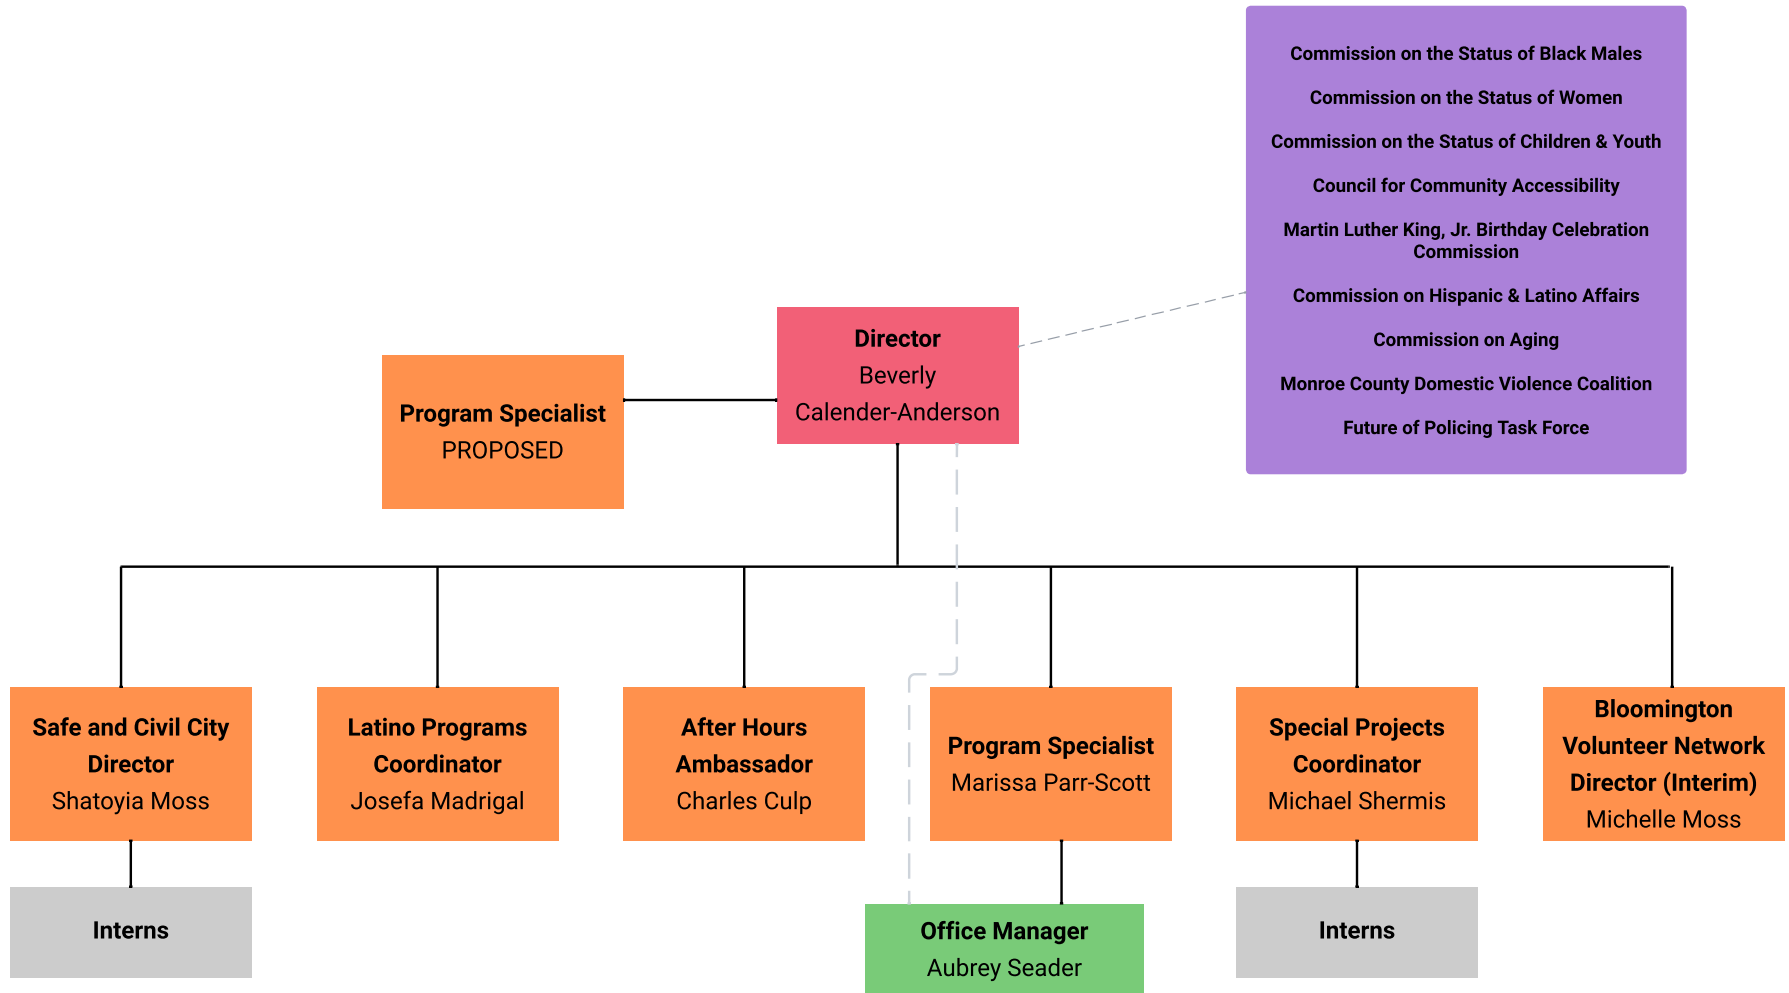 Commission on the Status of Black Males
Commission on the Status of Women
Commission on the Status of Children & Youth
Council for Community Accessibility
Martin Luther King, Jr. Birthday Celebration
Commission
Commission on Hispanic & Latino Affairs
Commission on Aging
Monroe County Domestic Violence Coalition
Future of Policing Task Force
Director
Beverly
Calender-Anderson
Program Specialist
PROPOSED
Safe and Civil City
Director
Shatoyia Moss
Latino Programs
Coordinator
Josefa Madrigal
After Hours
Ambassador
Charles Culp
Program Specialist
Marissa Parr-Scott
Special Projects
Coordinator
Michael Shermis
Bloomington
Volunteer Network
Director (Interim)
Michelle Moss
Interns
Office Manager
Aubrey Seader
Interns